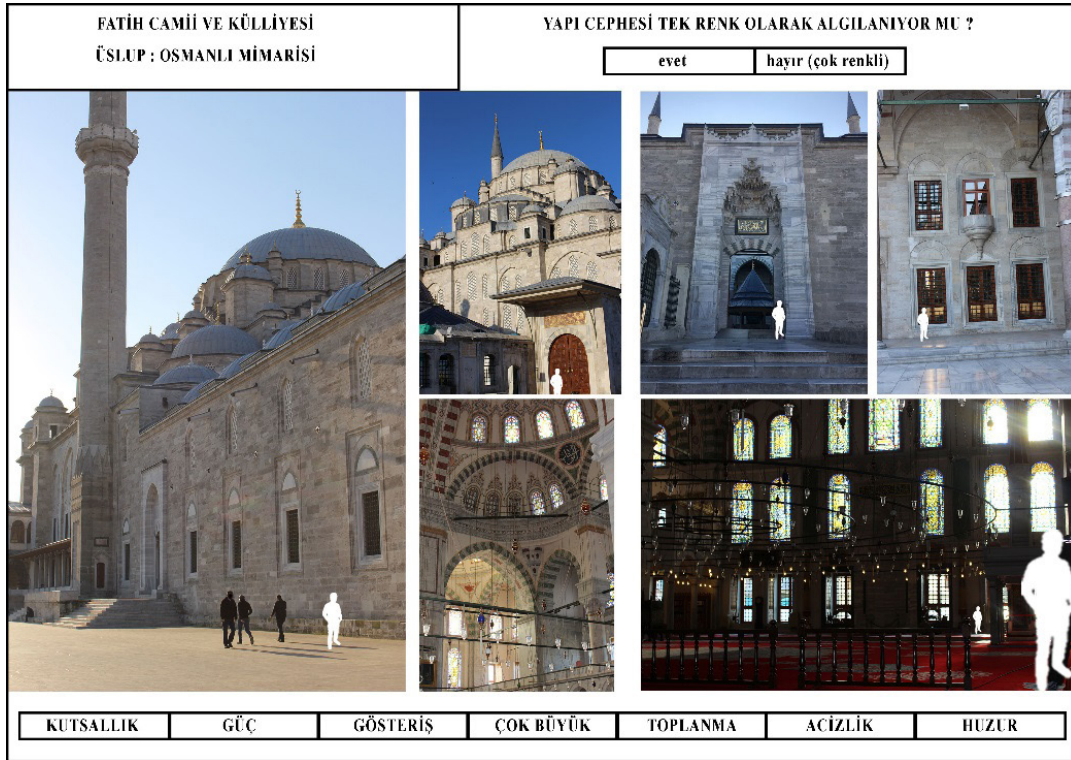 FATİH CAMİİ VE KÜLLİYESİ
ÜSLUP : OSMANLI MİMARİSİ
YAPI CEPHESİ TEK RENK OLARAK ALGILANIYOR MU ?
evet
hayır (çok renkli)
KUTSALLIK
GÜÇ
GÖSTERİŞ
ÇOK BÜYÜK
TOPLANMA
ACİZLİK
HUZUR